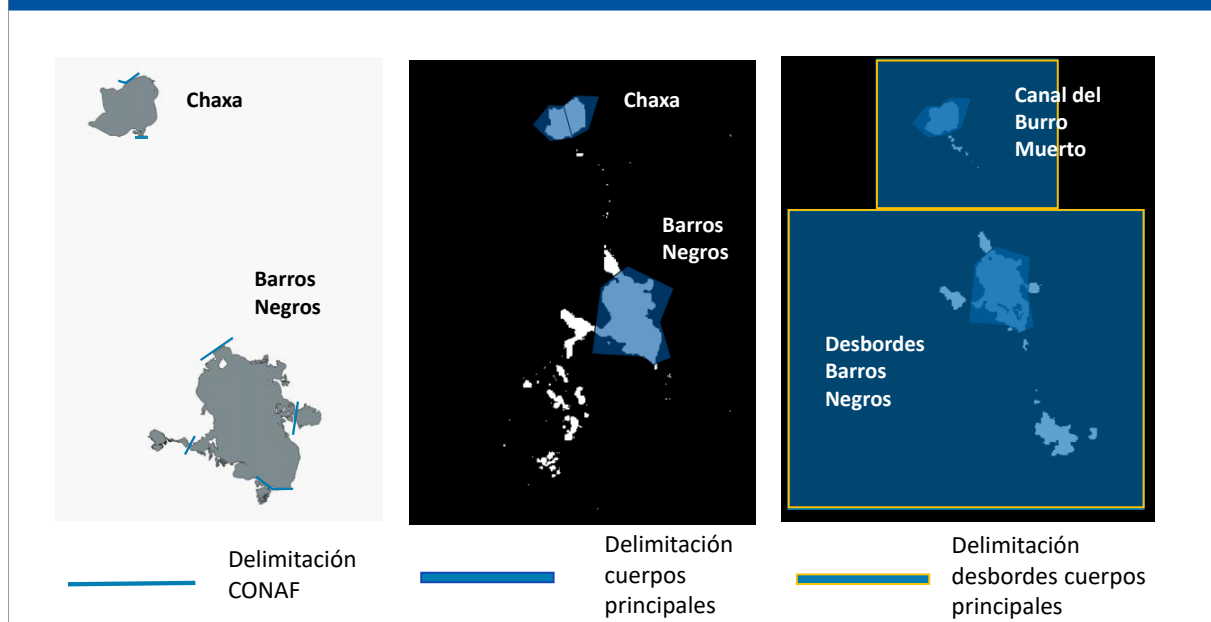 Chaxa
Barros
Negros
Delimitación
CONAF
Chaxa
Barros
Negros
Delimitación
cuerpos
principales
Canal del
Burro
Muerto
Desbordes
Barros
Negros
Delimitación
desbordes cuerpos
principales